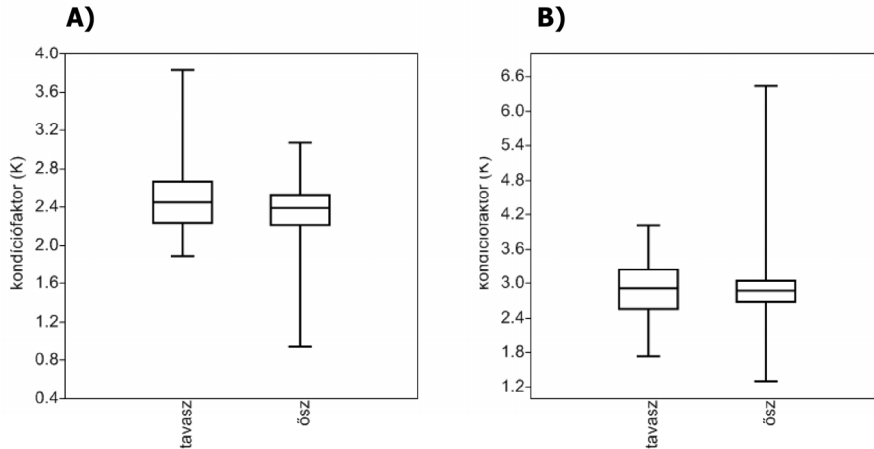 A)
4.0
3.6
3.2
2.8
2.4
2.0
1.6
1.2
0.8
0.4
kondíciófaktor (K)
tavasz
ősz
B)
6.6
6.0
5.4
4.8
4.2
3.6
3.0
2.4
1.8
1.2
kondíciófaktor (K)
tavasz
ősz